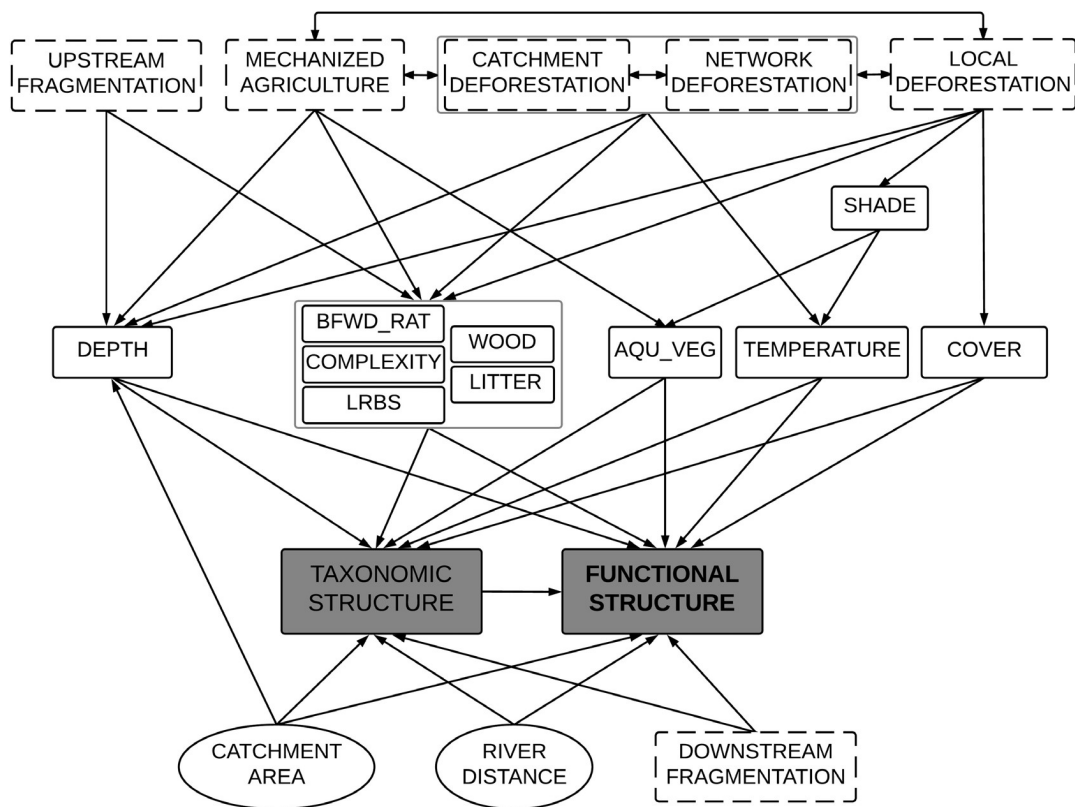 UPSTREAM
FRAGMENTATION
MECHANIZED
AGRICULTURE
CATCHMENT
DEFORESTATION
NETWORK
DEFORESTATION
LOCAL
DEFORESTATION
SHADE
DEPTH
BFWD_RAT
COMPLEXITY
LRBS
WOOD
LITTER
AQU_VEG
TEMPERATURE
COVER
TAXONOMIC
STRUCTURE
FUNCTIONAL
STRUCTURE
CATCHMENT
AREA
RIVER
DISTANCE
DOWNSTREAM
FRAGMENTATION